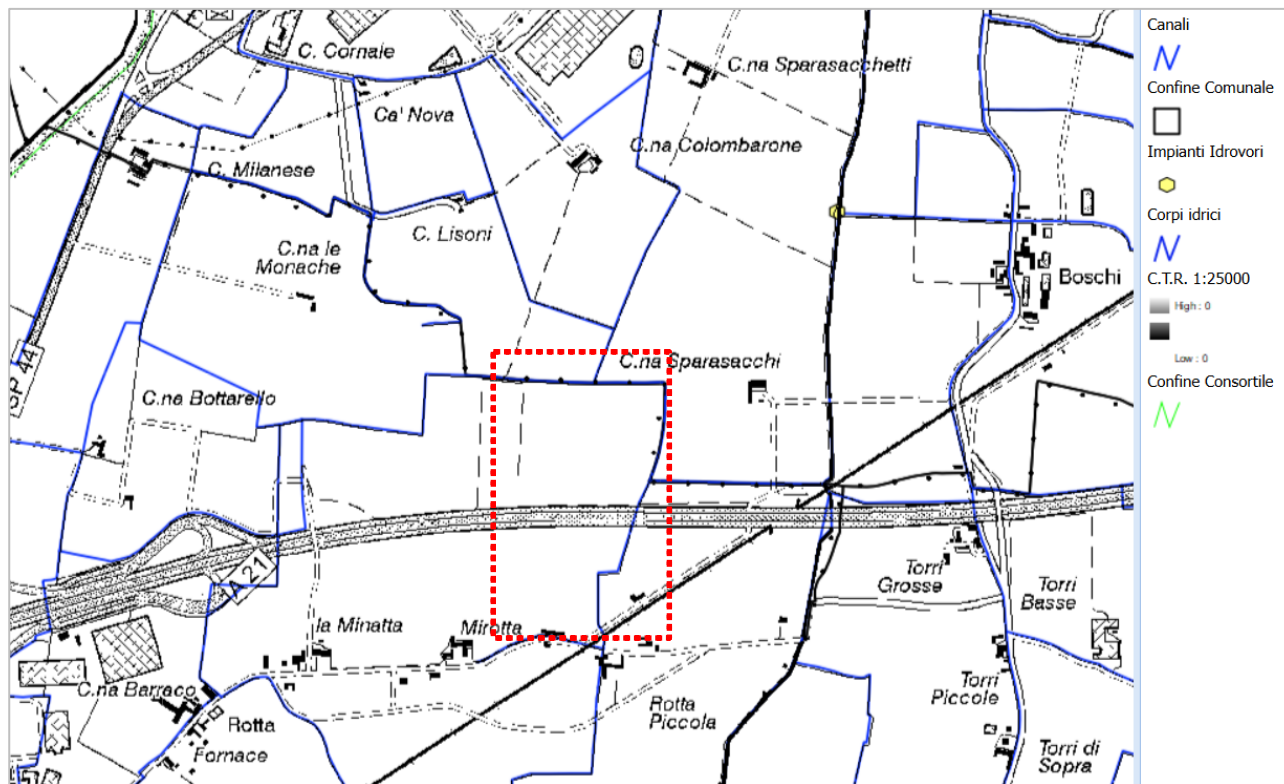 C. Cornale
Ca' Nova
C.na Sparasacchetti
C.na Colombarone
C. Milanese
C. Lisoni
C.na le
Monache
Boschi
SP 44
C.na Bottarello
C.na Sparasacchi
A 21
Torri
Grosse
Torri
Basse
la Minatta
Mirotta
C.na Barraco
Rotta
Fornace
Rotta
Piccola
Torri
Piccole
Torri di
Sopra
Canali
Confine Comunale
Impianti Idrovori
Corpi idrici
C.T.R. 1:25000
High : 0
Low : 0
Confine Consortile